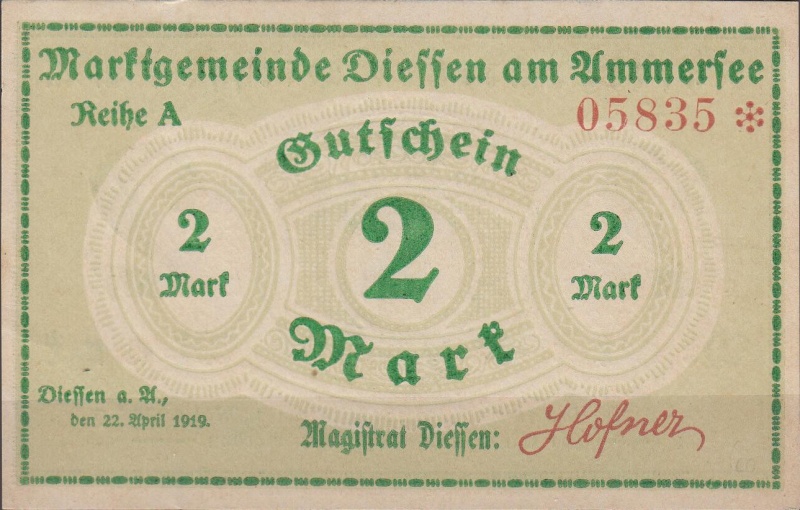 Marktgemeinde Diessen am Ammersee
Reihe A
05835
Gutschein
2
Mark
2
Mark
2
Mark
Diessen a. A.,
den 22. April 1919.
Magistrat Diessen: Hofner